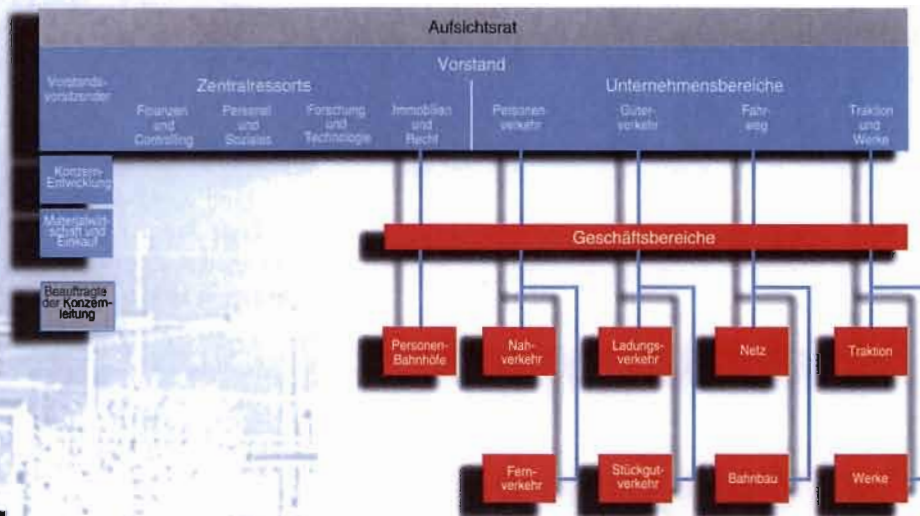 Aufsichtsrat
Vorstand
Vorstands-
vorsitzender
Zentralressorts
Unternehmensbereiche
Finanzen
und
Controlling
Personal
und
Soziales
Forschung
und
Technologie
Immobilien
und
Recht
Personen
verkehr
Güter-
verkehr
Fahr-
weg
Traktion
und
Werke
Konzern-
Entwicklung
Materialwirt-
schaft und
Einkauf
Beauftragte
der Konzern-
leitung
Geschäftsbereiche
Personen-
Bahnhöfe
Nah-
verkehr
Ladungs-
verkehr
Netz
Traktion
Fern-
verkehr
Stückgut-
verkehr
Bahnbau
Werke